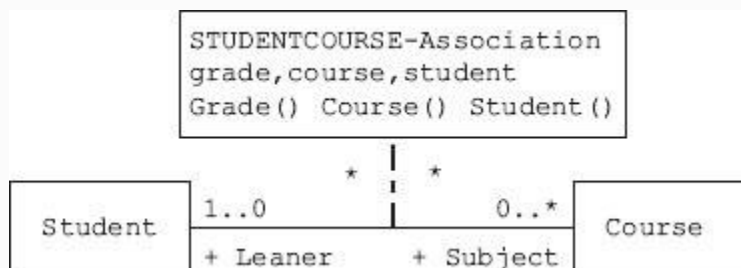 STUDENTCOURSE-Association
grade,course,student
Grade() Course() Student()
* *
1..0 0..*
Student Course
+ Leaner + Subject